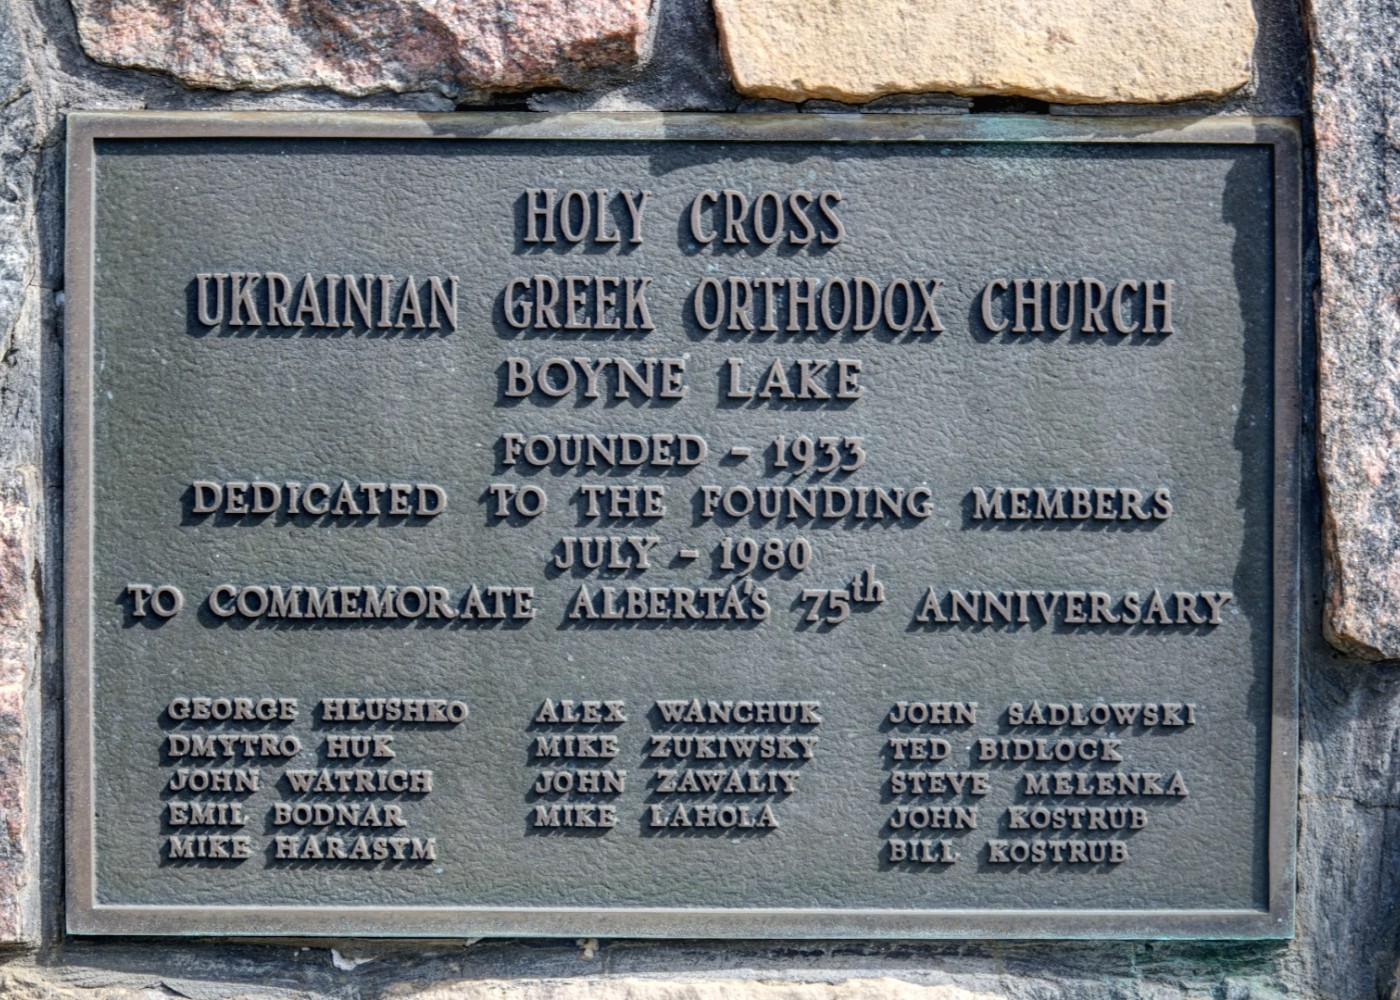 HOLY CROSS
UKRAINIAN GREEK ORTHODOX CHURCH
BOYNE LAKE
FOUNDED - 1933
DEDICATED TO THE FOUNDING MEMBERS
JULY - 1980
TO COMMEMORATE ALBERTA'S 75th ANNIVERSARY
GEORGE HLUSHKO
DMYTRO HUK
JOHN WATRICH
EMIL BODNAR
MIKE HARASYM
ALEX WANCHUK
MIKE ZUKIWSKY
JOHN ZAWALIY
MIKE LAHOLA
JOHN SADLOWSKI
TED BIDLOCK
STEVE MELENKA
JOHN KOSTRUB
BILL KOSTRUB